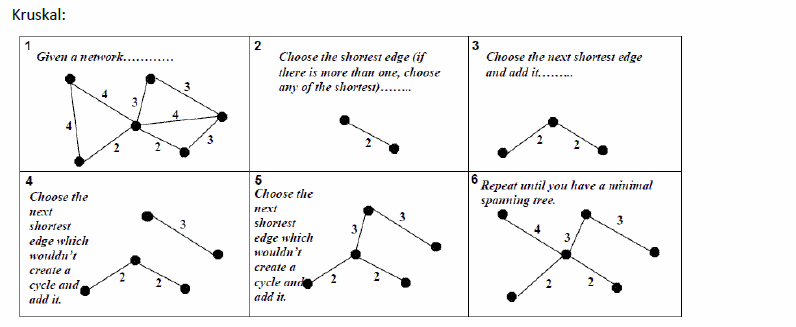 Kruskal:
1
Given a network…………
4
3
3
4
4
2
2
3
2
Choose the shortest edge (if
there is more than one, choose
any of the shortest)……..
2
3
Choose the next shortest edge
and add it………
2
2
4
Choose the
next
shortest
edge which
wouldn't
create a
cycle and
add it.
3
2
2
5
Choose the
next
shortest
edge which
wouldn't
create a
cycle and
add it.
3
3
2
2
6
Repeat until you have a minimal
spanning tree.
4
3
3
2
2